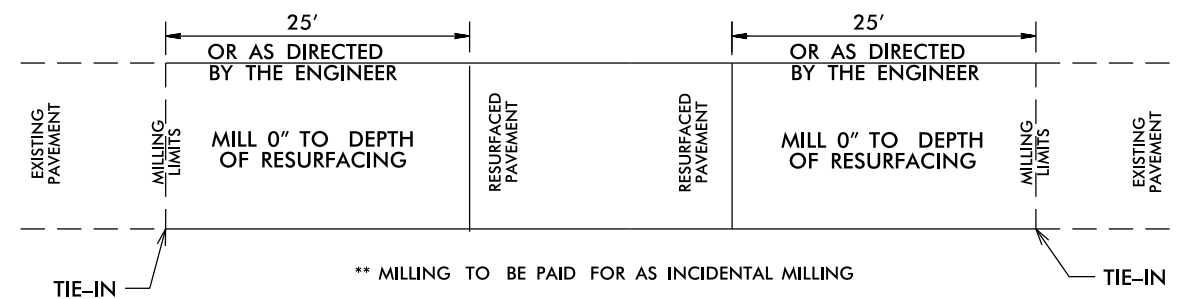 25'
OR AS DIRECTED
BY THE ENGINEER
25'
OR AS DIRECTED
BY THE ENGINEER
EXISTING
PAVEMENT
MILLING
LIMITS
MILL 0" TO DEPTH
OF RESURFACING
RESURFACED
PAVEMENT
RESURFACED
PAVEMENT
MILL 0" TO DEPTH
OF RESURFACING
MILLING
LIMITS
EXISTING
PAVEMENT
TIE–IN
** MILLING TO BE PAID FOR AS INCIDENTAL MILLING
TIE–IN